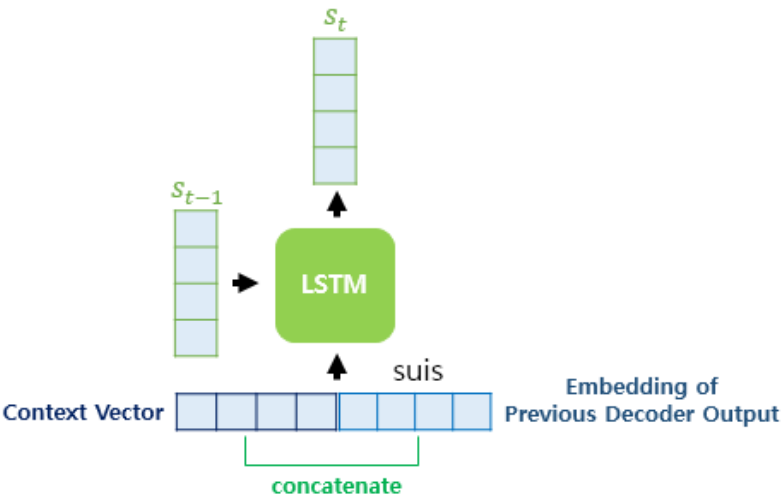 s_t
s_{t-1}
LSTM
suis
Context Vector
Embedding of
Previous Decoder Output
concatenate